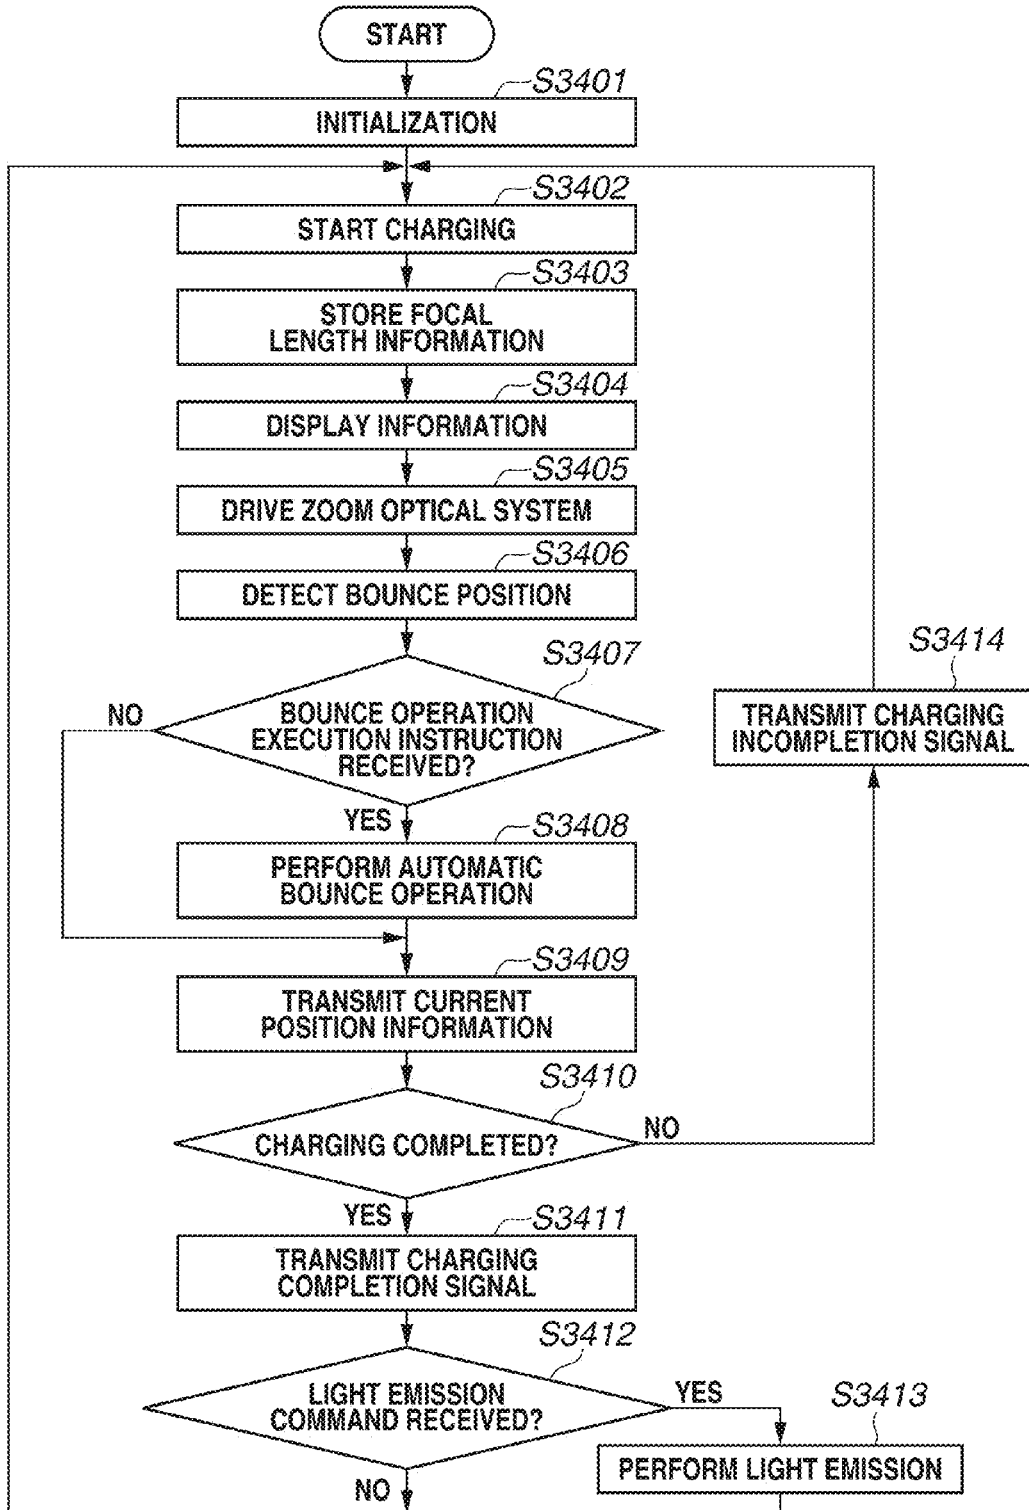 START
S3401
INITIALIZATION
S3402
START CHARGING
S3403
STORE FOCAL
LENGTH INFORMATION
S3404
DISPLAY INFORMATION
S3405
DRIVE ZOOM OPTICAL SYSTEM
S3406
DETECT BOUNCE POSITION
S3407
NO
BOUNCE OPERATION
EXECUTION INSTRUCTION
RECEIVED?
S3414
TRANSMIT CHARGING
INCOMPLETION SIGNAL
YES
S3408
PERFORM AUTOMATIC
BOUNCE OPERATION
S3409
TRANSMIT CURRENT
POSITION INFORMATION
S3410
CHARGING COMPLETED?
NO
YES
S3411
TRANSMIT CHARGING
COMPLETION SIGNAL
S3412
LIGHT EMISSION
COMMAND RECEIVED?
YES
S3413
PERFORM LIGHT EMISSION
NO